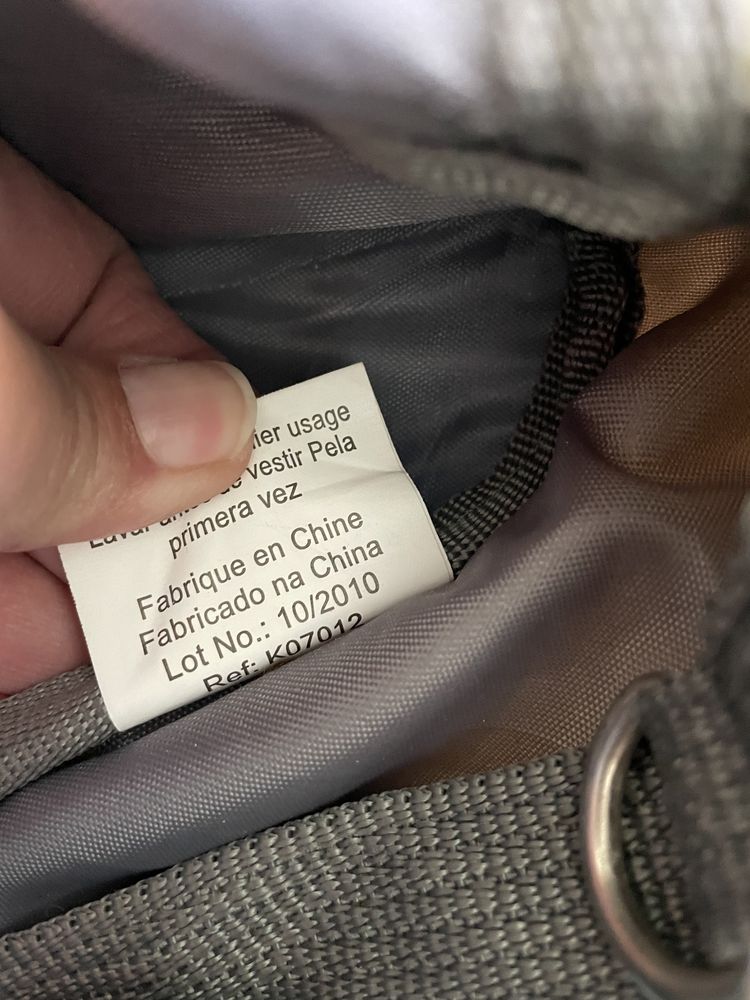 usage
vestir Pela
primera vez
Fabrique en Chine
Fabricado na China
Lot No.: 10/2010
Ref: K07012